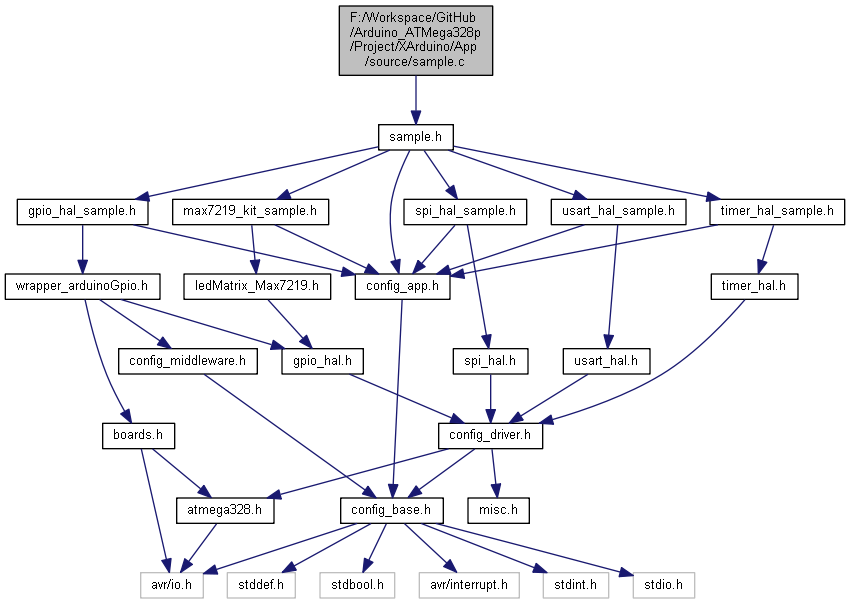 F:/Workspace/GitHub
/Arduino_ATMega328p
/Project/XArduino/App
/source/sample.c
sample.h
gpio_hal_sample.h
max7219_kit_sample.h
spi_hal_sample.h
usart_hal_sample.h
timer_hal_sample.h
wrapper_arduinoGpio.h
ledMatrix_Max7219.h
config_app.h
timer_hal.h
config_middleware.h
gpio_hal.h
spi_hal.h
usart_hal.h
boards.h
config_driver.h
atmega328.h
config_base.h
misc.h
avr/io.h
stddef.h
stdbool.h
avr/interrupt.h
stdint.h
stdio.h